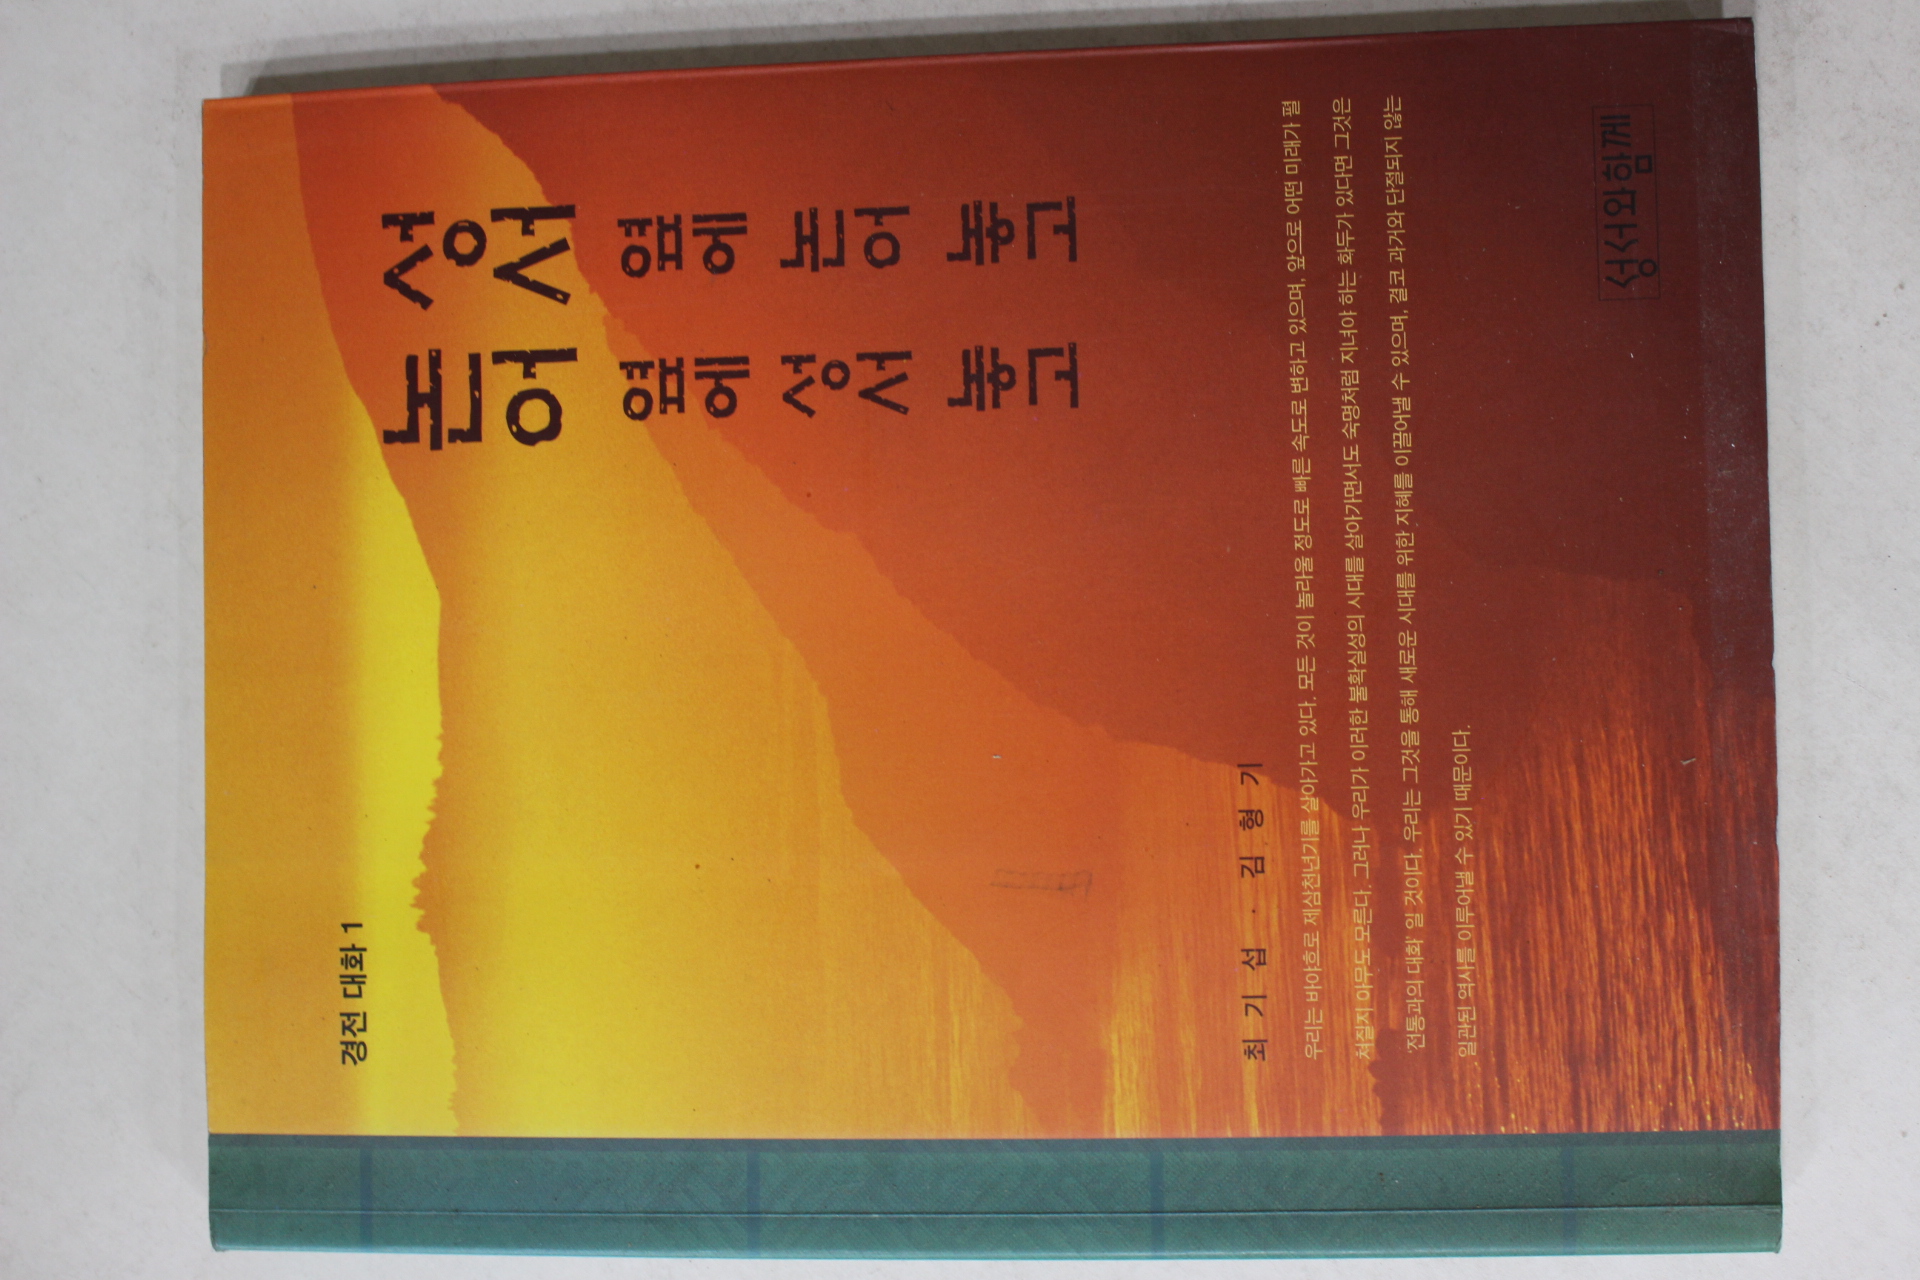 경전 대화 1
논어 옆에 성서 놓고
성서 옆에 논어 놓고
최 기 섭 · 김 형 기
우리는 바야흐로 제삼천년기를 살아가고 있다. 모든 것이 놀라울 정도로 빠른 속도로 변하고 있으며, 앞으로 어떤 미래가 펼
쳐질지 아무도 모른다. 그러나 우리가 이러한 불확실성의 시대를 살아가면서도 숙명처럼 지녀야 하는 화두가 있다면 그것은
'전통과의 대화' 일 것이다. 우리는 그것을 통해 새로운 시대를 위한 지혜를 이끌어낼 수 있으며, 결코 과거와 단절되지 않는
일관된 역사를 이루어낼 수 있기 때문이다.
성서와함께